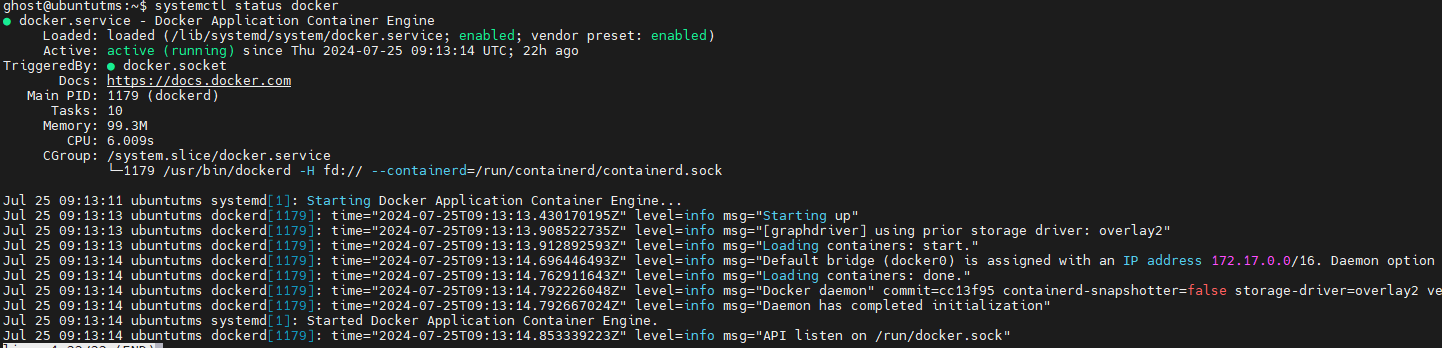 ghost@ubuntutms:~$ systemctl status docker
● docker.service - Docker Application Container Engine
     Loaded: loaded (/lib/systemd/system/docker.service; enabled; vendor preset: enabled)
     Active: active (running) since Thu 2024-07-25 09:13:14 UTC; 22h ago
TriggeredBy: ● docker.socket
       Docs: https://docs.docker.com
   Main PID: 1179 (dockerd)
      Tasks: 10
     Memory: 99.3M
        CPU: 6.009s
     CGroup: /system.slice/docker.service
             └─1179 /usr/bin/dockerd -H fd:// --containerd=/run/containerd/containerd.sock
Jul 25 09:13:11 ubuntutms systemd[1]: Starting Docker Application Container Engine...
Jul 25 09:13:13 ubuntutms dockerd[1179]: time="2024-07-25T09:13:13.430170195Z" level=info msg="Starting up"
Jul 25 09:13:13 ubuntutms dockerd[1179]: time="2024-07-25T09:13:13.908522735Z" level=info msg="[graphdriver] using prior storage driver: overlay2"
Jul 25 09:13:13 ubuntutms dockerd[1179]: time="2024-07-25T09:13:13.912892593Z" level=info msg="Loading containers: start."
Jul 25 09:13:14 ubuntutms dockerd[1179]: time="2024-07-25T09:13:14.696446493Z" level=info msg="Default bridge (docker0) is assigned with an IP address 172.17.0.0/16. Daemon option
Jul 25 09:13:14 ubuntutms dockerd[1179]: time="2024-07-25T09:13:14.762911643Z" level=info msg="Loading containers: done."
Jul 25 09:13:14 ubuntutms dockerd[1179]: time="2024-07-25T09:13:14.792226048Z" level=info msg="Docker daemon" commit=cc13f95 containerd-snapshotter=false storage-driver=overlay2 ve
Jul 25 09:13:14 ubuntutms dockerd[1179]: time="2024-07-25T09:13:14.792667024Z" level=info msg="Daemon has completed initialization"
Jul 25 09:13:14 ubuntutms systemd[1]: Started Docker Application Container Engine.
Jul 25 09:13:14 ubuntutms dockerd[1179]: time="2024-07-25T09:13:14.853339223Z" level=info msg="API listen on /run/docker.sock"